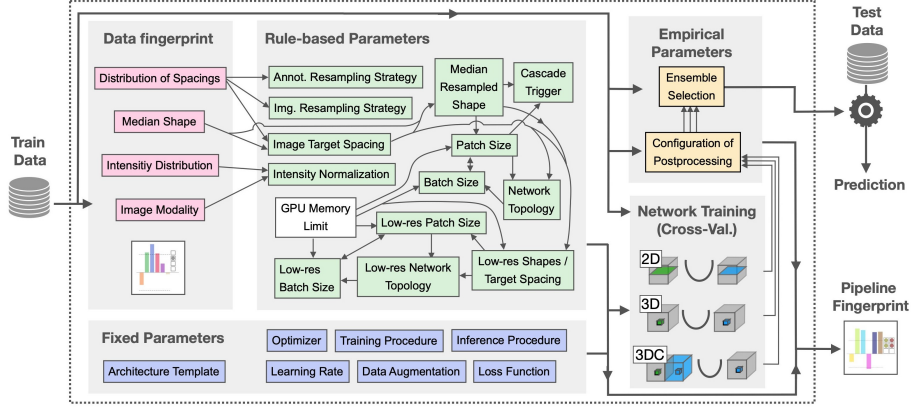 Data fingerprint
Distribution of Spacings
Median Shape
Intensitiy Distribution
Image Modality
Rule-based Parameters
Annot. Resampling Strategy
Img. Resampling Strategy
Image Target Spacing
Intensity Normalization
Median
Resampled
Shape
Cascade
Trigger
Patch Size
Batch Size
Network
Topology
GPU Memory
Limit
Low-res Patch Size
Low-res
Batch Size
Low-res Network
Topology
Low-res Shapes /
Target Spacing
Empirical
Parameters
Ensemble
Selection
Configuration of
Postprocessing
Network Training
(Cross-Val.)
2D
3D
3DC
Test
Data
Prediction
Pipeline
Fingerprint
Train
Data
Fixed Parameters
Architecture Template
Optimizer
Training Procedure
Inference Procedure
Learning Rate
Data Augmentation
Loss Function